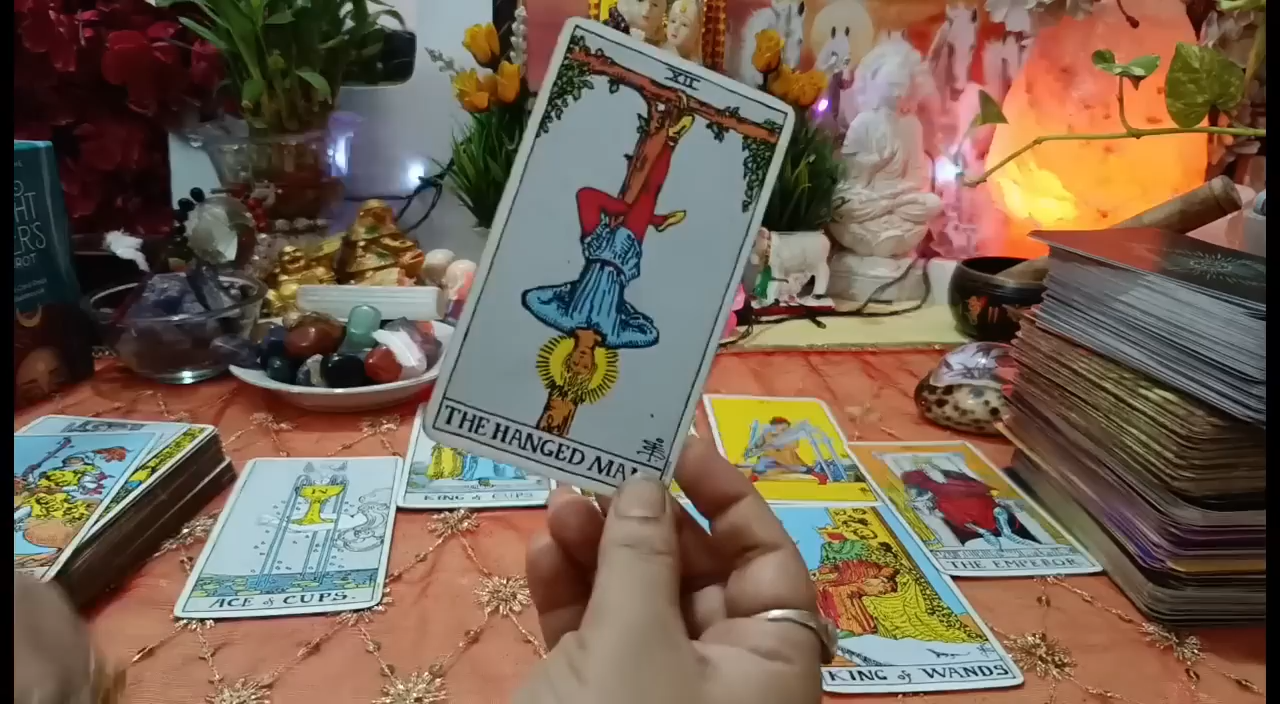 XII
THE HANGED MAN
ACE of CUPS.
KING of CUPS
THE EMPEROR
KING of WANDS